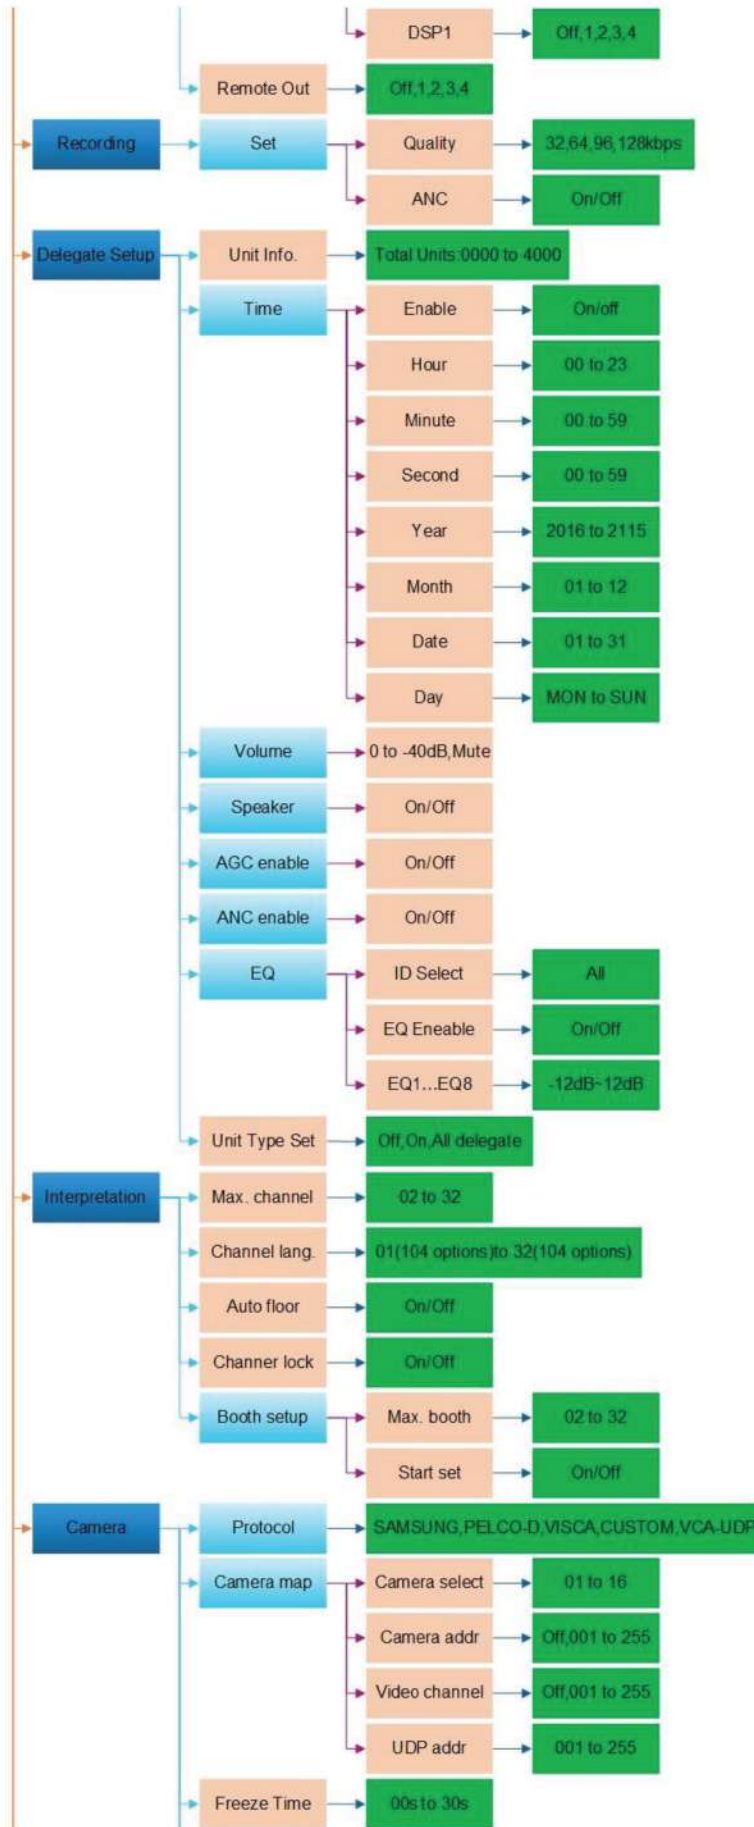 DSP1 Off,1,2,3,4
Remote Out Off,1,2,3,4
Recording Set Quality 32,64,96,128kbps
ANC On/Off
Delegate Setup Unit Info. Total Units:0000 to 4000
Time Enable On/off
Hour 00 to 23
Minute 00 to 59
Second 00 to 59
Year 2016 to 2115
Month 01 to 12
Date 01 to 31
Day MON to SUN
Volume 0 to -40dB,Mute
Speaker On/Off
AGC enable On/Off
ANC enable On/Off
EQ ID Select All
EQ Eneable On/Off
EQ1...EQ8 -12dB~12dB
Unit Type Set Off,On,All delegate
Interpretation Max. channel 02 to 32
Channel lang. 01(104 options)to 32(104 options)
Auto floor On/Off
Channer lock On/Off
Booth setup Max. booth 02 to 32
Start set On/Off
Camera Protocol SAMSUNG,PELCO-D,VISCA,CUSTOM,VCA-UDP
Camera map Camera select 01 to 16
Camera addr Off,001 to 255
Video channel Off,001 to 255
UDP addr 001 to 255
Freeze Time 00s to 30s